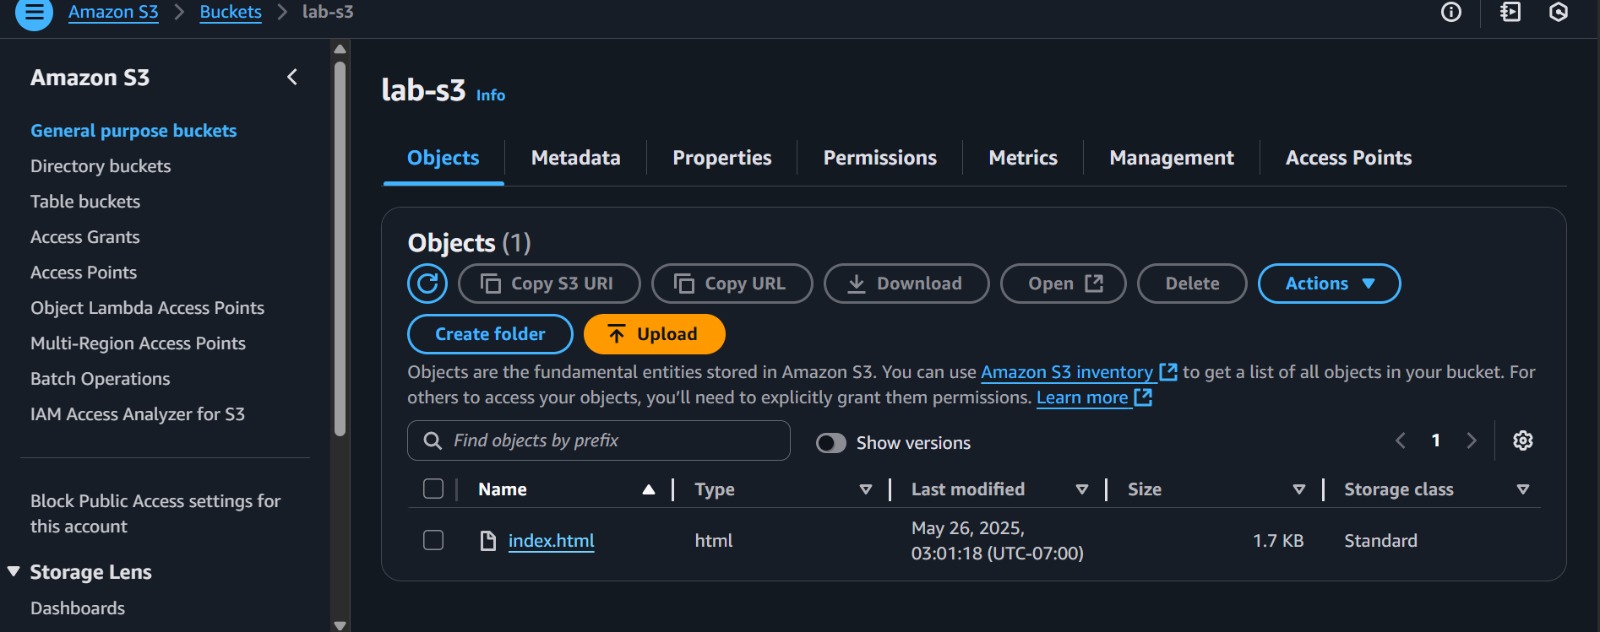 Amazon S3 > Buckets > lab-s3
Amazon S3
General purpose buckets
Directory buckets
Table buckets
Access Grants
Access Points
Object Lambda Access Points
Multi-Region Access Points
Batch Operations
IAM Access Analyzer for S3
Block Public Access settings for
this account
Storage Lens
Dashboards
lab-s3 Info
Objects Metadata Properties Permissions Metrics Management Access Points
Objects (1)
Copy S3 URI Copy URL Download Open Delete Actions
Create folder Upload
Objects are the fundamental entities stored in Amazon S3. You can use Amazon S3 inventory to get a list of all objects in your bucket. For
others to access your objects, you'll need to explicitly grant them permissions. Learn more
Find objects by prefix Show versions 1
Name Type Last modified Size Storage class
index.html html May 26, 2025, 1.7 KB Standard
03:01:18 (UTC-07:00)